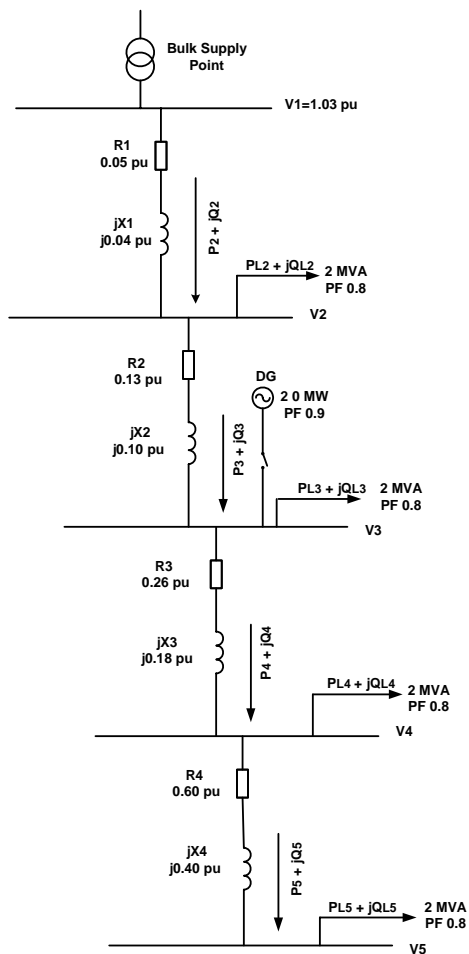 Bulk Supply
Point
V1=1.03 pu
R1
0.05 pu
jX1
j0.04 pu
P2 + jQ2
PL2 + jQL2
2 MVA
PF 0.8
V2
R2
0.13 pu
jX2
j0.10 pu
P3 + jQ3
DG
2 0 MW
PF 0.9
PL3 + jQL3
2 MVA
PF 0.8
V3
R3
0.26 pu
jX3
j0.18 pu
P4 + jQ4
PL4 + jQL4
2 MVA
PF 0.8
V4
R4
0.60 pu
jX4
j0.40 pu
P5 + jQ5
PL5 + jQL5
2 MVA
PF 0.8
V5